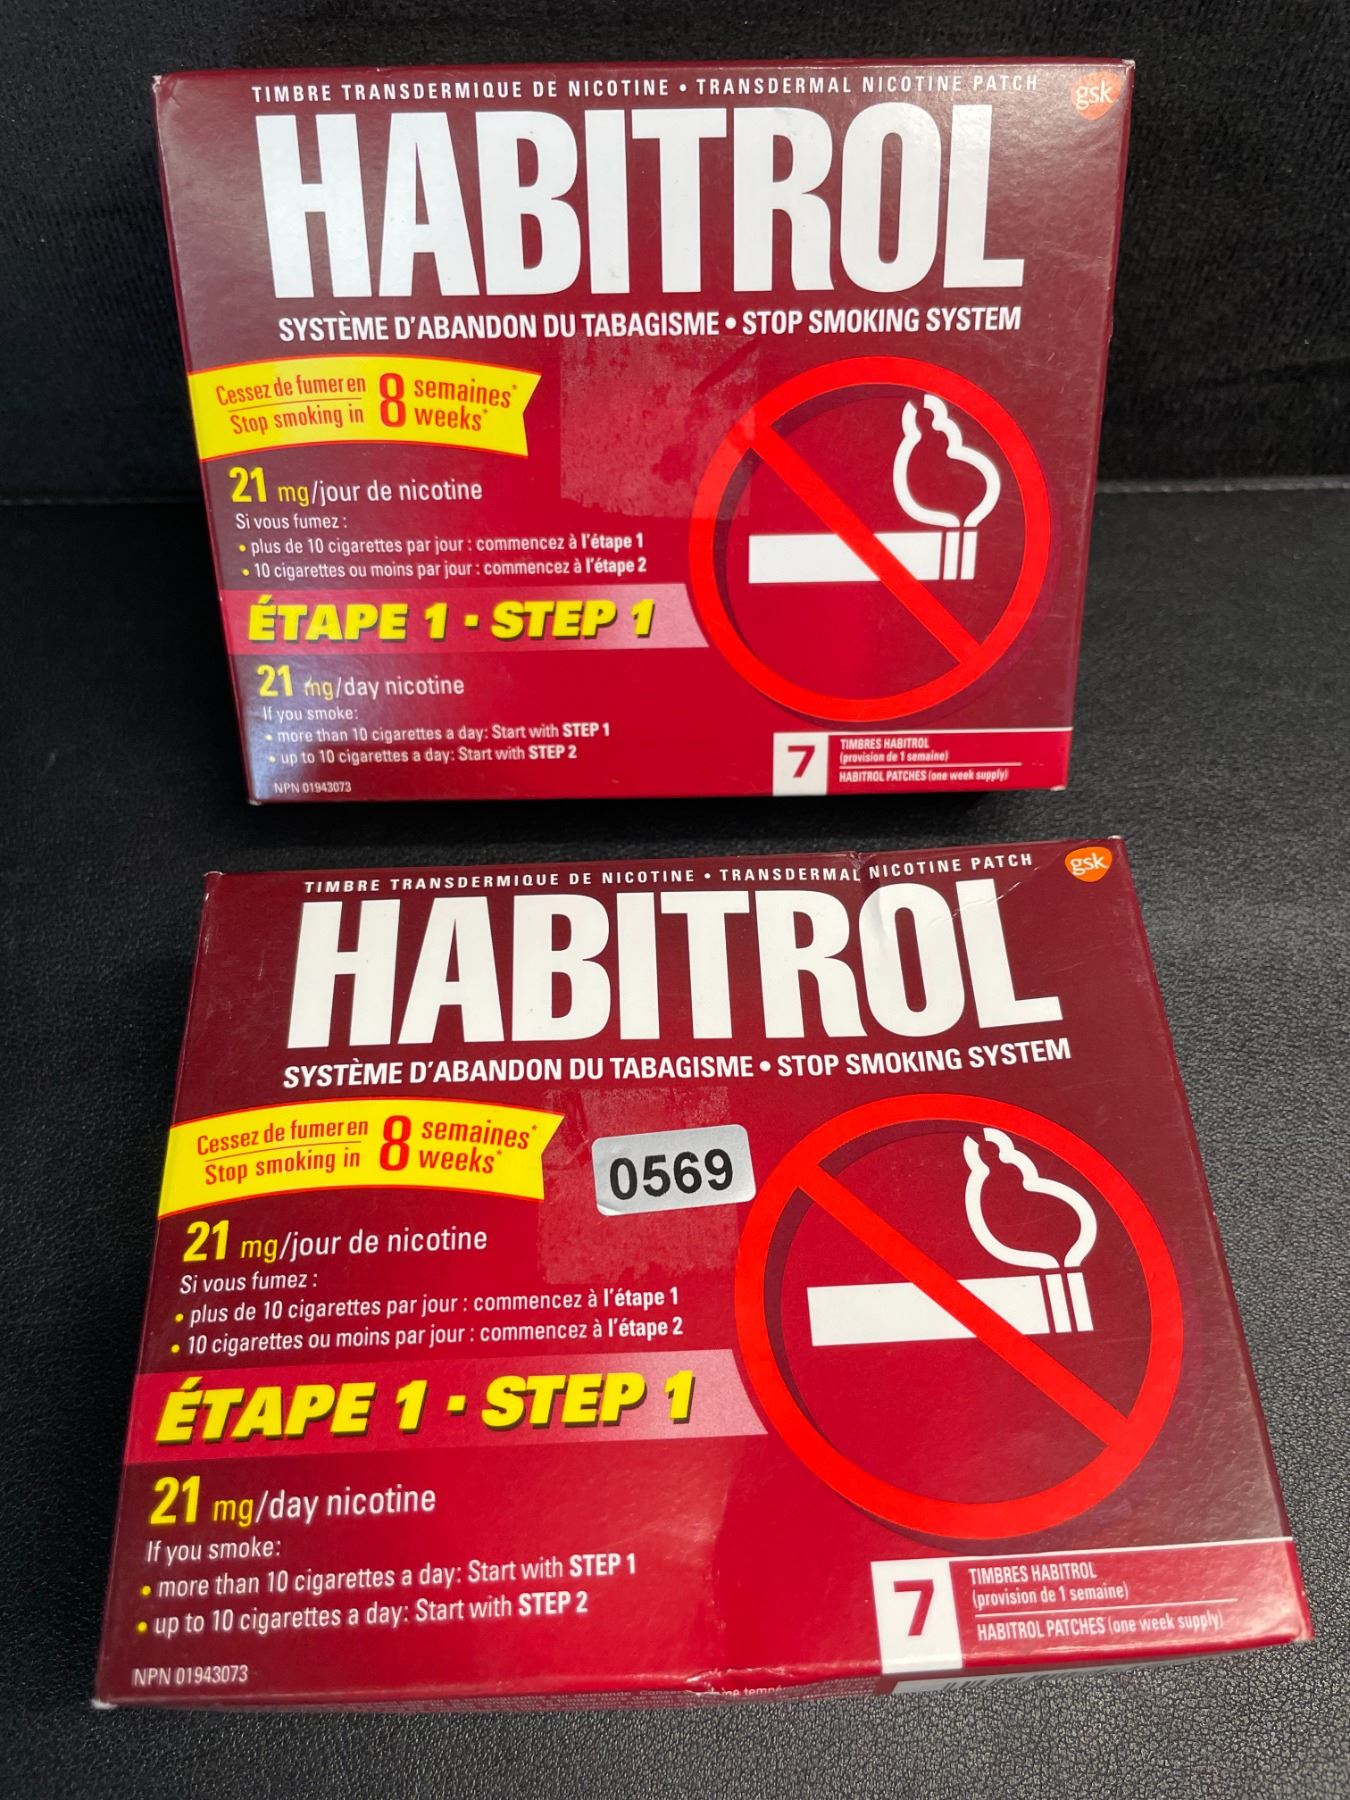 TIMBRE TRANSDERMIQUE DE NICOTINE • TRANSDERMAL NICOTINE PATCH
gsk
HABITROL
SYSTÈME D'ABANDON DU TABAGISME • STOP SMOKING SYSTEM
Cessez de fumer en 8 semaines*
Stop smoking in 8 weeks*
21 mg/jour de nicotine
Si vous fumez :
• plus de 10 cigarettes par jour : commencez à l'étape 1
• 10 cigarettes ou moins par jour : commencez à l'étape 2
ÉTAPE 1 · STEP 1
21 mg/day nicotine
If you smoke:
• more than 10 cigarettes a day: Start with STEP 1
• up to 10 cigarettes a day: Start with STEP 2
NPN 01943073
7
TIMBRES HABITROL
(provision de 1 semaine)
HABITROL PATCHES (one week supply)
TIMBRE TRANSDERMIQUE DE NICOTINE • TRANSDERMAL NICOTINE PATCH
gsk
HABITROL
SYSTÈME D'ABANDON DU TABAGISME • STOP SMOKING SYSTEM
Cessez de fumer en 8 semaines*
Stop smoking in 8 weeks*
0569
21 mg/jour de nicotine
Si vous fumez :
• plus de 10 cigarettes par jour : commencez à l'étape 1
• 10 cigarettes ou moins par jour : commencez à l'étape 2
ÉTAPE 1 · STEP 1
21 mg/day nicotine
If you smoke:
• more than 10 cigarettes a day: Start with STEP 1
• up to 10 cigarettes a day: Start with STEP 2
NPN 01943073
7
TIMBRES HABITROL
(provision de 1 semaine)
HABITROL PATCHES (one week supply)